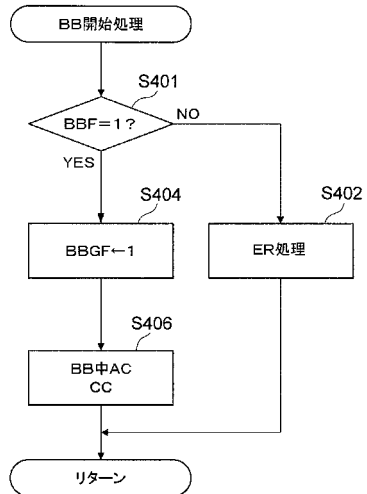 BB開始処理
S401
BBF=1?
NO
YES
S404
S402
BBGF←1
ER処理
S406
BB中AC
CC
リターン